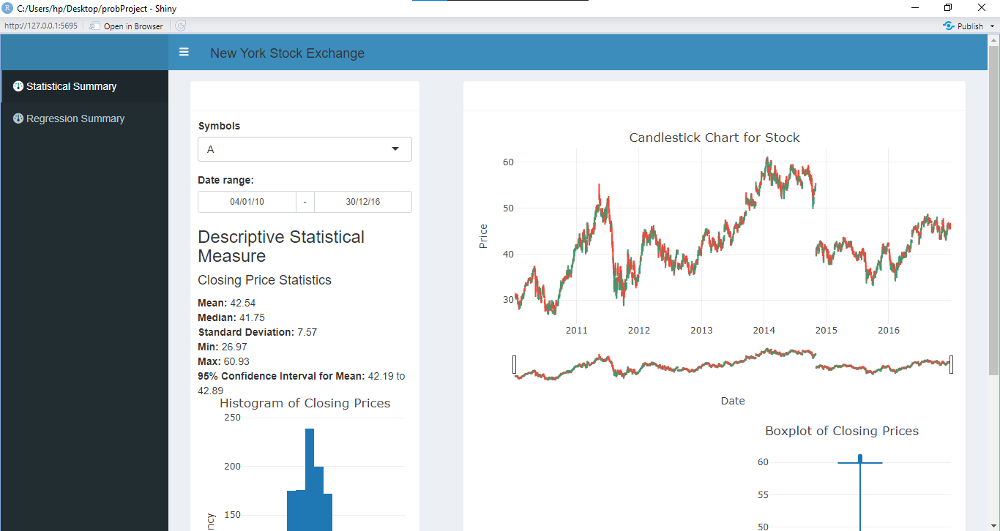 R C:/Users/hp/Desktop/probProject - Shiny
http://127.0.0.1:5695 Open in Browser Publish
New York Stock Exchange
Statistical Summary
Regression Summary
Symbols
A
Date range:
04/01/10 - 30/12/16
Descriptive Statistical
Measure
Closing Price Statistics
Mean: 42.54
Median: 41.75
Standard Deviation: 7.57
Min: 26.97
Max: 60.93
95% Confidence Interval for Mean: 42.19 to
42.89
Histogram of Closing Prices
250
200
150
ncy
Candlestick Chart for Stock
60
50
40
30
Price
2011 2012 2013 2014 2015 2016
Date
Boxplot of Closing Prices
60
55
50